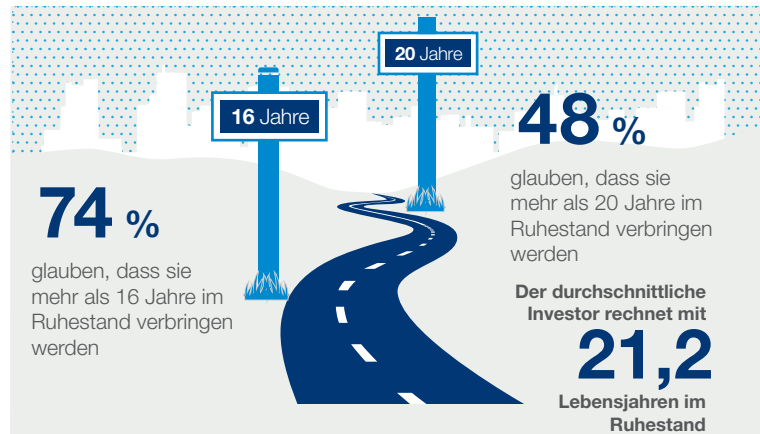 20 Jahre
16 Jahre
74 %
glauben, dass sie
mehr als 16 Jahre im
Ruhestand verbringen
werden
48 %
glauben, dass sie
mehr als 20 Jahre im
Ruhestand verbringen
werden
Der durchschnittliche
Investor rechnet mit
21,2
Lebensjahren im
Ruhestand